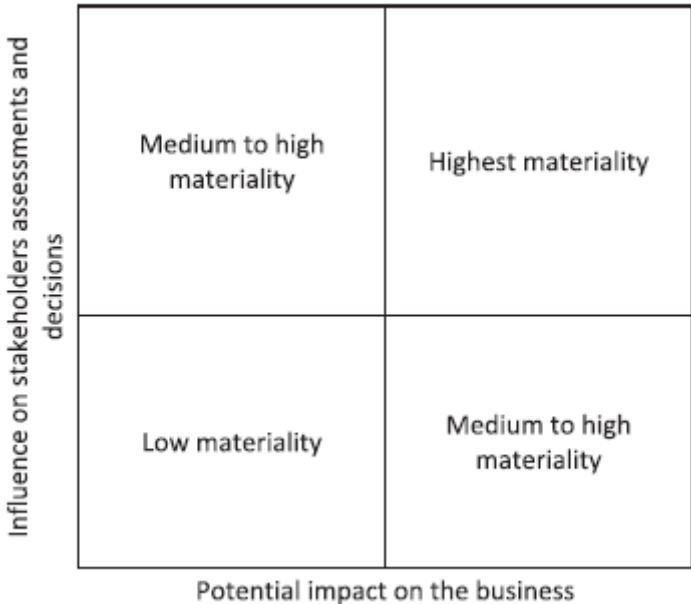 Influence on stakeholders assessments and
decisions
Medium to high
materiality
Highest materiality
Low materiality
Medium to high
materiality
Potential impact on the business